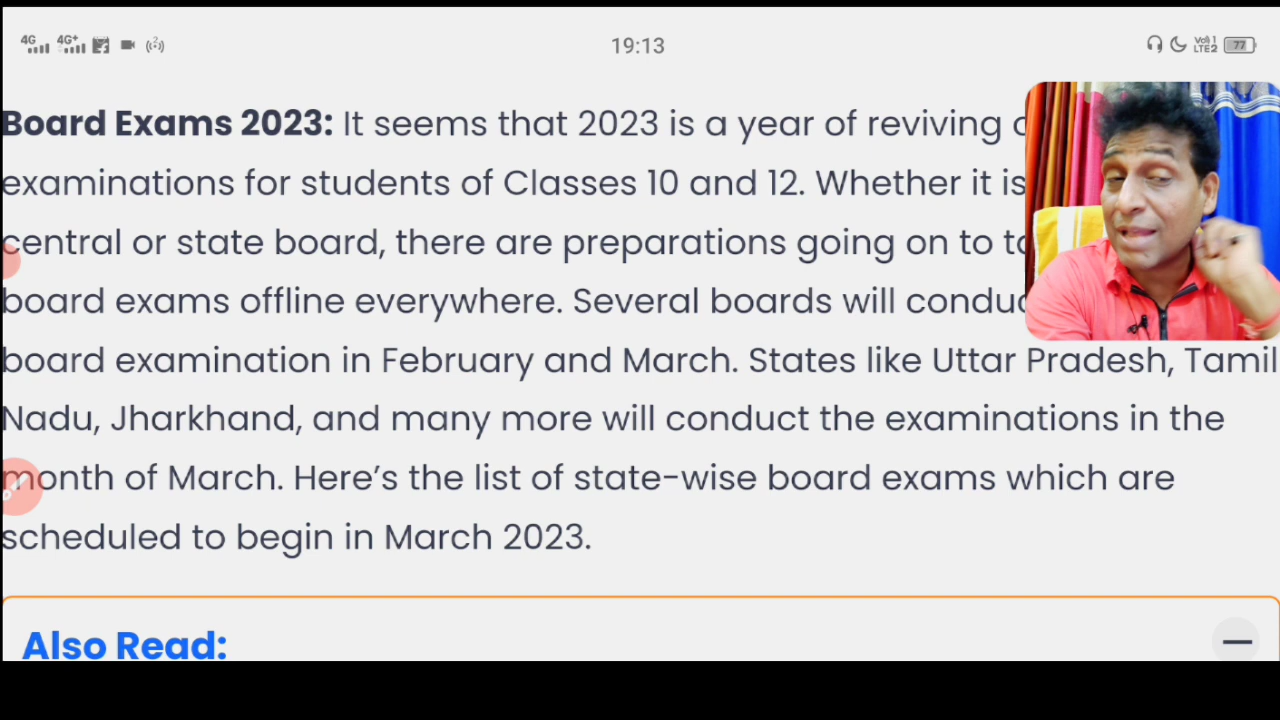 4G 4G+ 19:13 77
Board Exams 2023: It seems that 2023 is a year of reviving
examinations for students of Classes 10 and 12. Whether it is
central or state board, there are preparations going on to
board exams offline everywhere. Several boards will
board examination in February and March. States like Uttar Pradesh, Tamil
Nadu, Jharkhand, and many more will conduct the examinations in the
month of March. Here’s the list of state-wise board exams which are
scheduled to begin in March 2023.
Also Read: